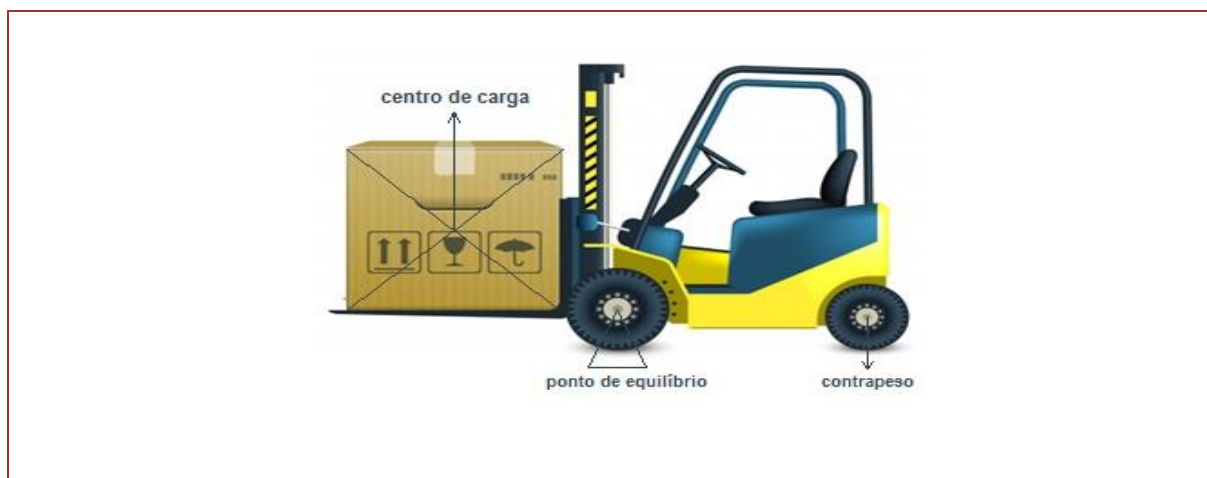 centro de carga
ponto de equilíbrio
contrapeso